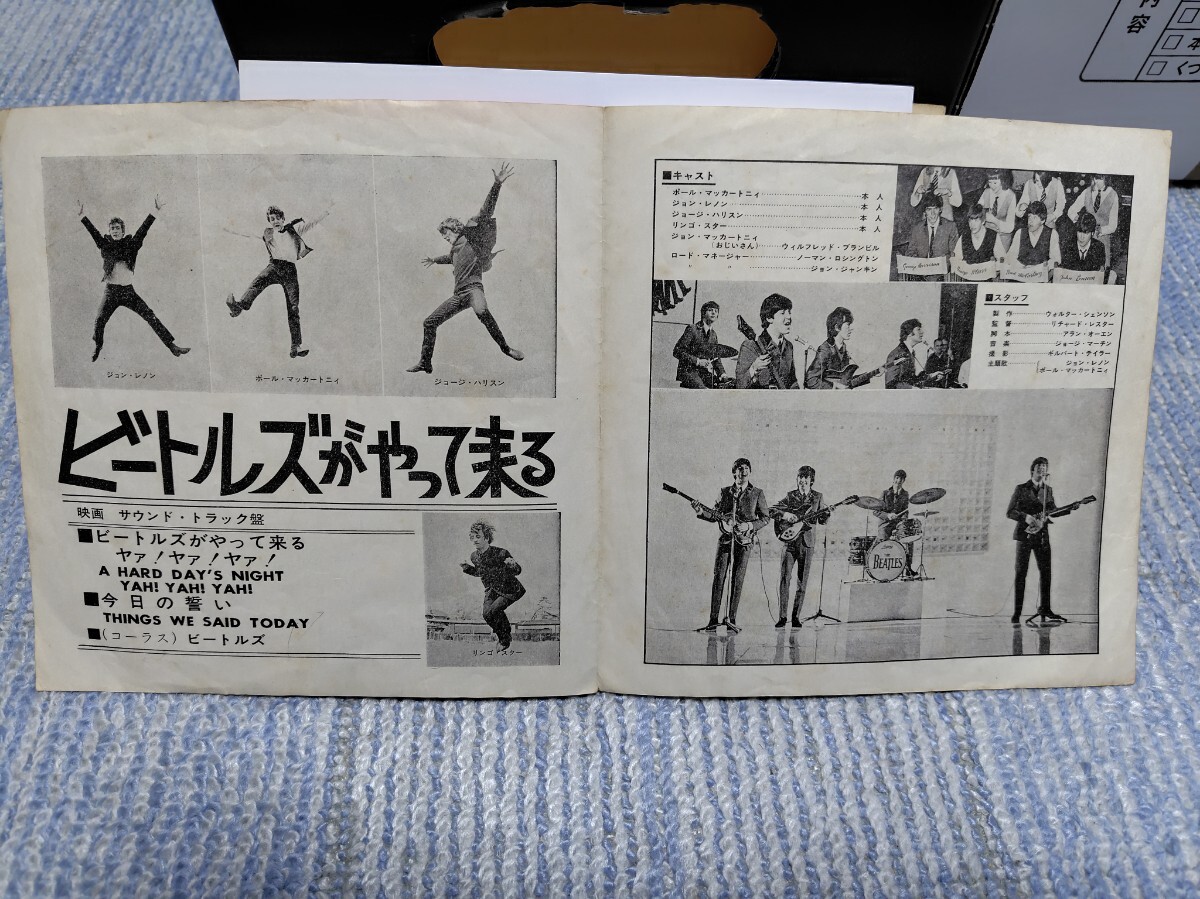 ジョン・レノン
ポール・マッカートニィ
ジョージ・ハリスン
ビートルズがやって来る
映画 サウンド・トラック盤
■ビートルズがやって来る
ヤァ!ヤァ!ヤァ!
A HARD DAY'S NIGHT
YAH! YAH! YAH!
■今日の誓い
THINGS WE SAID TODAY
■(コーラス)ビートルズ
リンゴ・スター
■キャスト
ポール・マッカートニィ……………本人
ジョン・レノン……………本人
ジョージ・ハリスン……………本人
リンゴ・スター……………本人
ジョン・マッカートニィ
(おじいさん)……ウィルフレッド・ブランビル
ロード・マネージャー……ノーマン・ロシングトン
〃 〃 ……ジョン・ジャンキン
■スタッフ
製作……ウォルター・シェンソン
監督……リチャード・レスター
脚本……アラン・オーエン
音楽……ジョージ・マーチン
撮影……ギルバート・テイラー
主題歌……ジョン・レノン
ポール・マッカートニィ
THE
BEATLES
内容
□本
□くつ